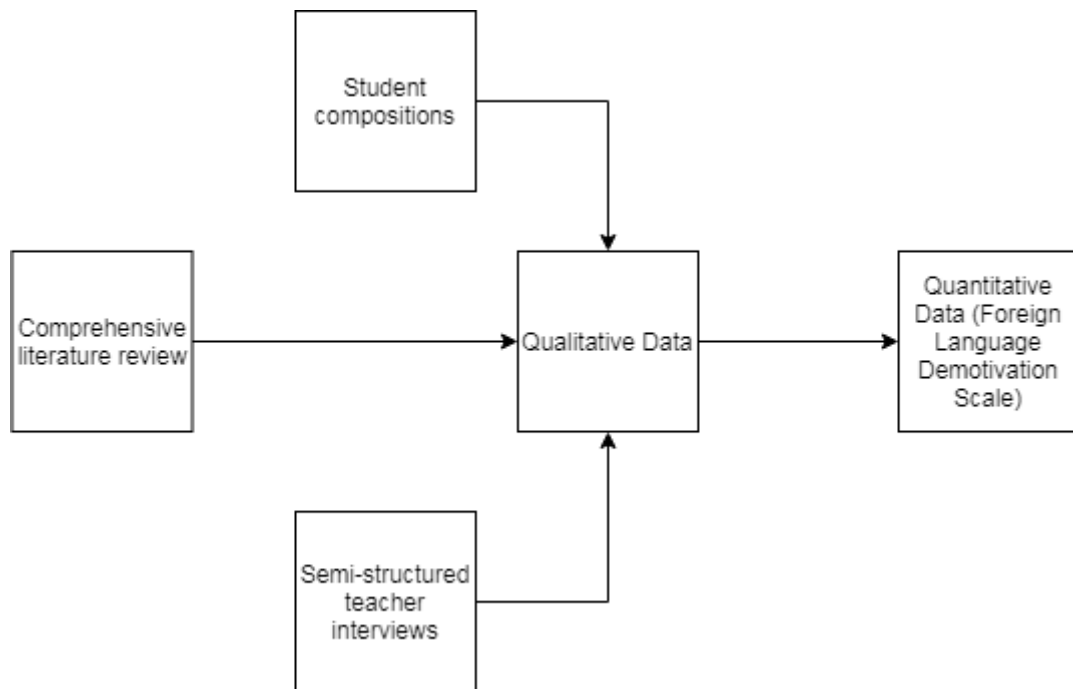 Student
compositions
Comprehensive
literature review
Qualitative Data
Quantitative
Data (Foreign
Language
Demotivation
Scale)
Semi-structured
teacher
interviews